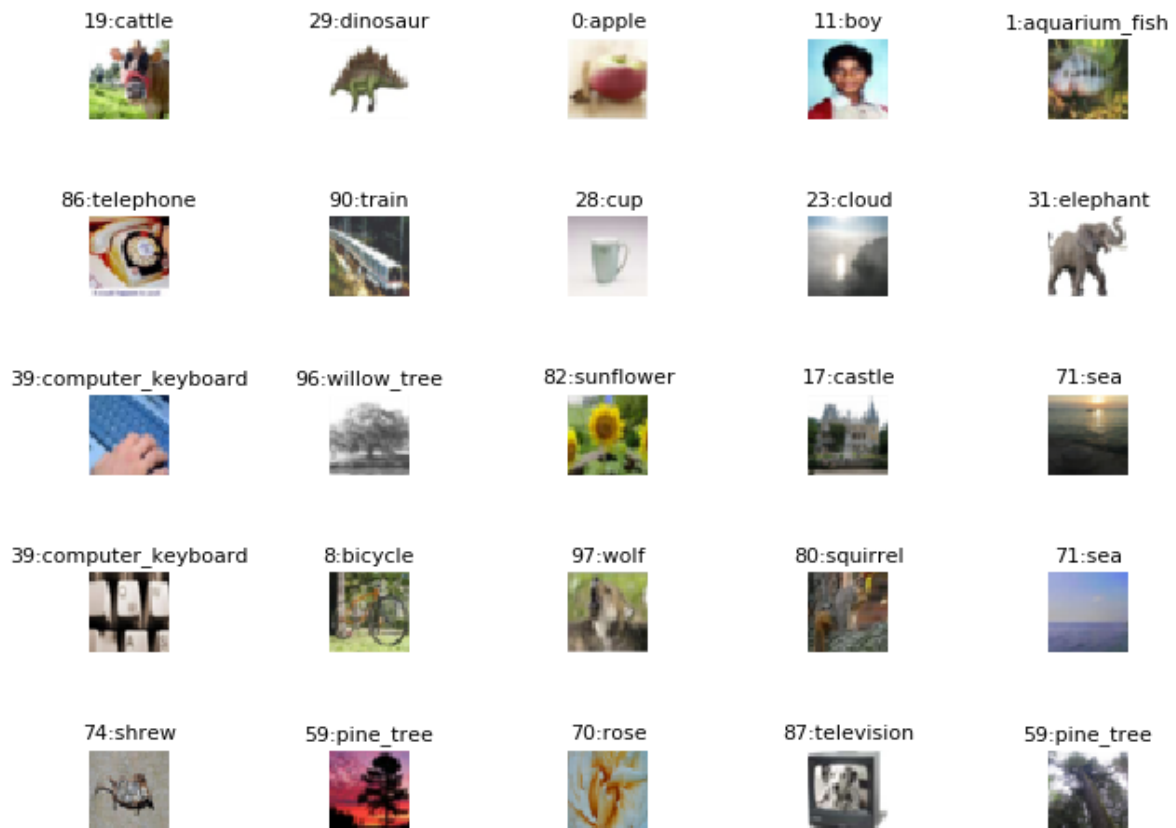 19:cattle
29:dinosaur
0:apple
11:boy
1:aquarium_fish
86:telephone
90:train
28:cup
23:cloud
31:elephant
39:computer_keyboard
96:willow_tree
82:sunflower
17:castle
71:sea
39:computer_keyboard
8:bicycle
97:wolf
80:squirrel
71:sea
74:shrew
59:pine_tree
70:rose
87:television
59:pine_tree